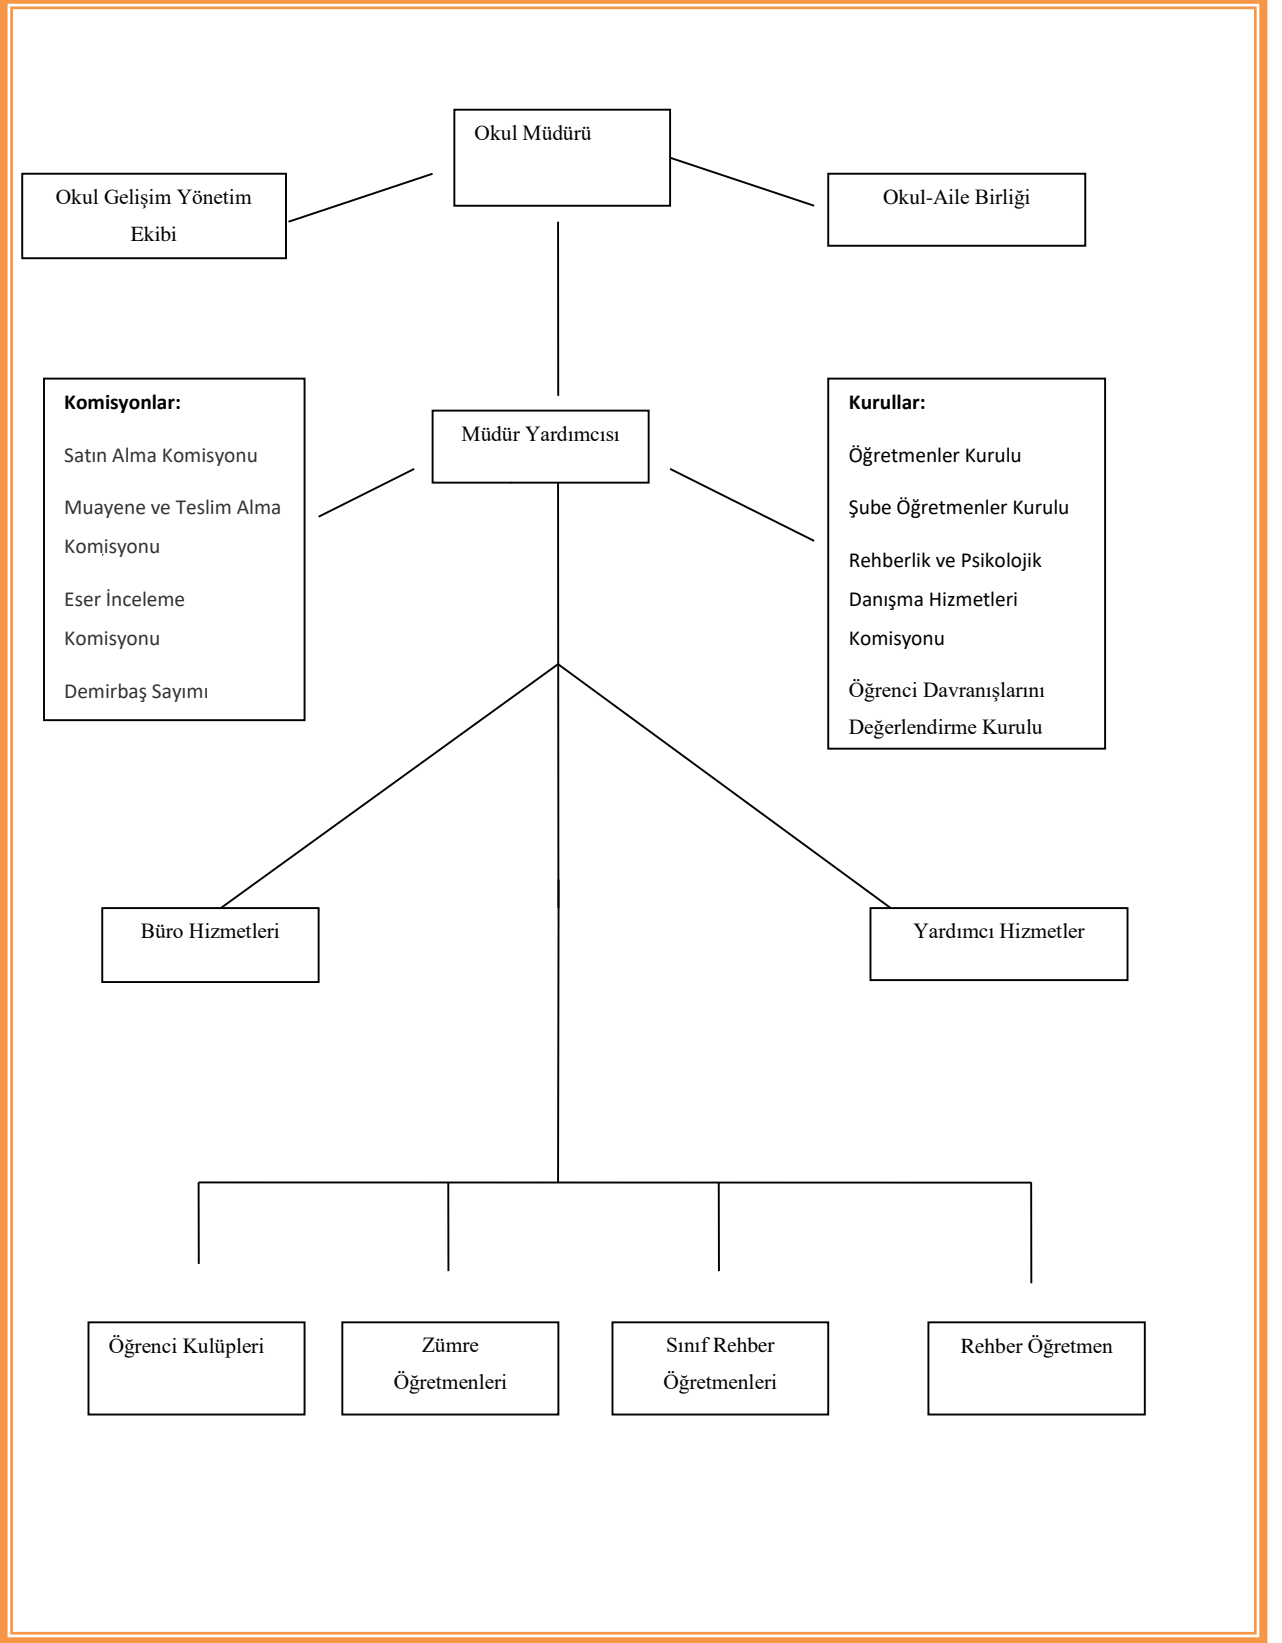 Okul Müdürü
Okul Gelişim Yönetim
Ekibi
Okul-Aile Birliği
Komisyonlar:
Satın Alma Komisyonu
Muayene ve Teslim Alma
Komisyonu
Eser İnceleme
Komisyonu
Demirbaş Sayımı
Müdür Yardımcısı
Kurullar:
Öğretmenler Kurulu
Şube Öğretmenler Kurulu
Rehberlik ve Psikolojik
Danışma Hizmetleri
Komisyonu
Öğrenci Davranışlarını
Değerlendirme Kurulu
Büro Hizmetleri
Yardımcı Hizmetler
Öğrenci Kulüpleri
Zümre
Öğretmenleri
Sınıf Rehber
Öğretmenleri
Rehber Öğretmen